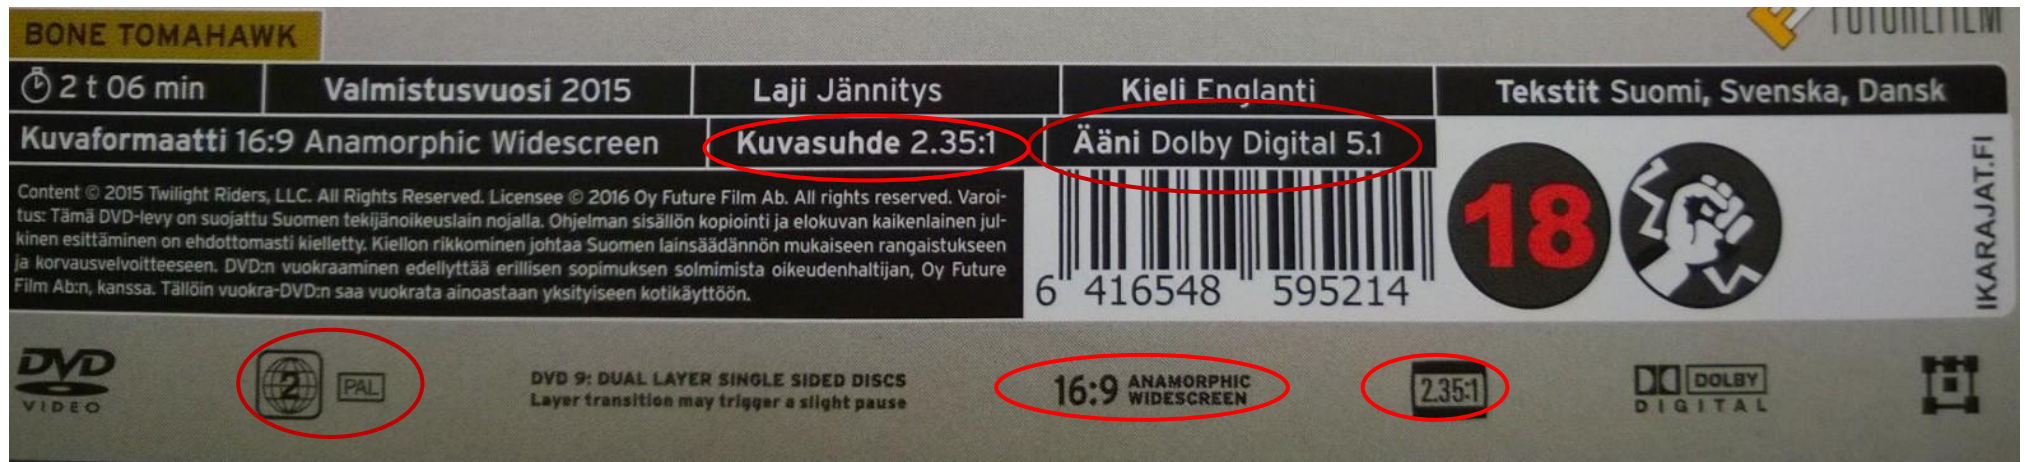 BONE TOMAHAWK
FUTUREFILM
2 t 06 min
Valmistusvuosi 2015
Laji Jännitys
Kieli Englanti
Tekstit Suomi, Svenska, Dansk
Kuvaformaatti 16:9 Anamorphic Widescreen
Kuvasuhde 2.35:1
Ääni Dolby Digital 5.1
Content © 2015 Twilight Riders, LLC. All Rights Reserved. Licensee © 2016 Oy Future Film Ab. All rights reserved. Varoi-
tus: Tämä DVD-levy on suojattu Suomen tekijänoikeuslain nojalla. Ohjelman sisällön kopiointi ja elokuvan kaikenlainen jul-
kinen esittäminen on ehdottomasti kielletty. Kiellon rikkominen johtaa Suomen lainsäädännön mukaiseen rangaistukseen
ja korvausvelvoitteeseen. DVD:n vuokraaminen edellyttää erillisen sopimuksen solmimista oikeudenhaltijan, Oy Future
Film Ab:n, kanssa. Tällöin vuokra-DVD:n saa vuokrata ainoastaan yksityiseen kotikäyttöön.
6 416548 595214
18
IKARAJAT.FI
DVD
VIDEO
2
PAL
DVD 9: DUAL LAYER SINGLE SIDED DISCS
Layer transition may trigger a slight pause
16:9 ANAMORPHIC
WIDESCREEN
2.35:1
DOLBY
DIGITAL